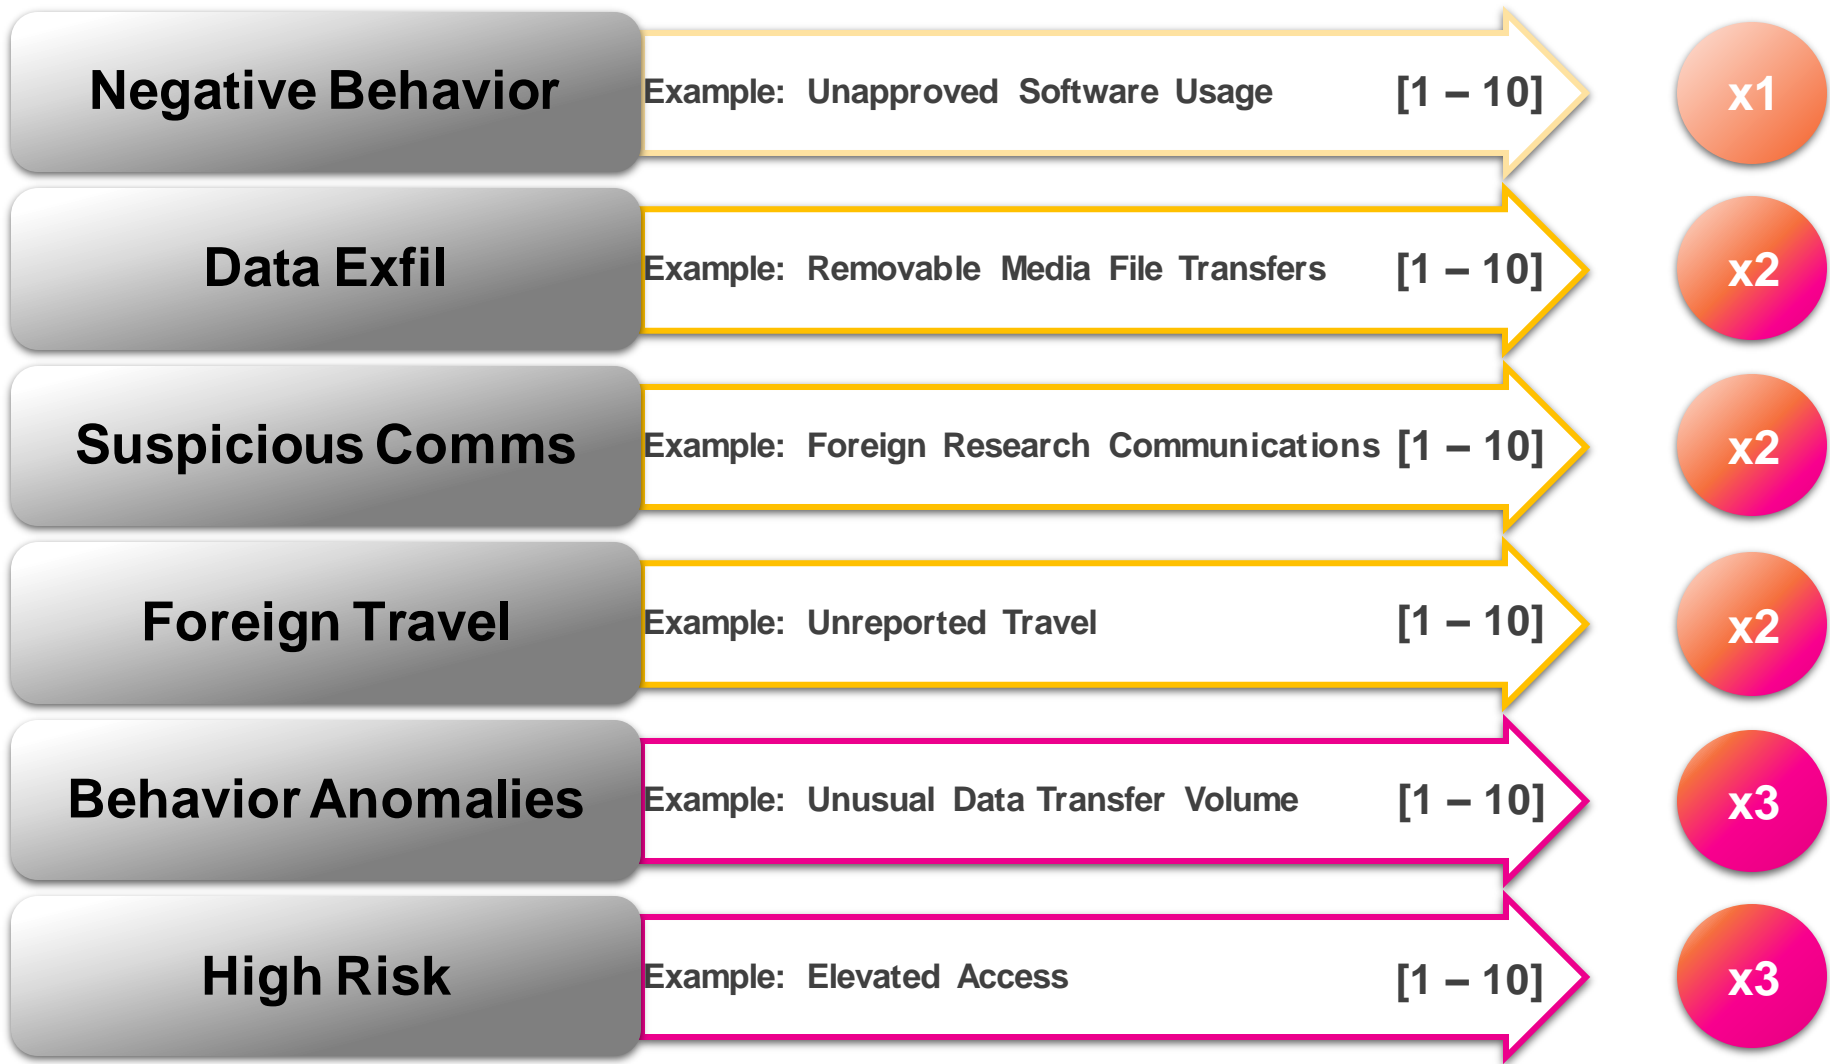 Negative Behavior
Example: Unapproved Software Usage [1 – 10]
x1
Data Exfil
Example: Removable Media File Transfers [1 – 10]
x2
Suspicious Comms
Example: Foreign Research Communications [1 – 10]
x2
Foreign Travel
Example: Unreported Travel [1 – 10]
x2
Behavior Anomalies
Example: Unusual Data Transfer Volume [1 – 10]
x3
High Risk
Example: Elevated Access [1 – 10]
x3